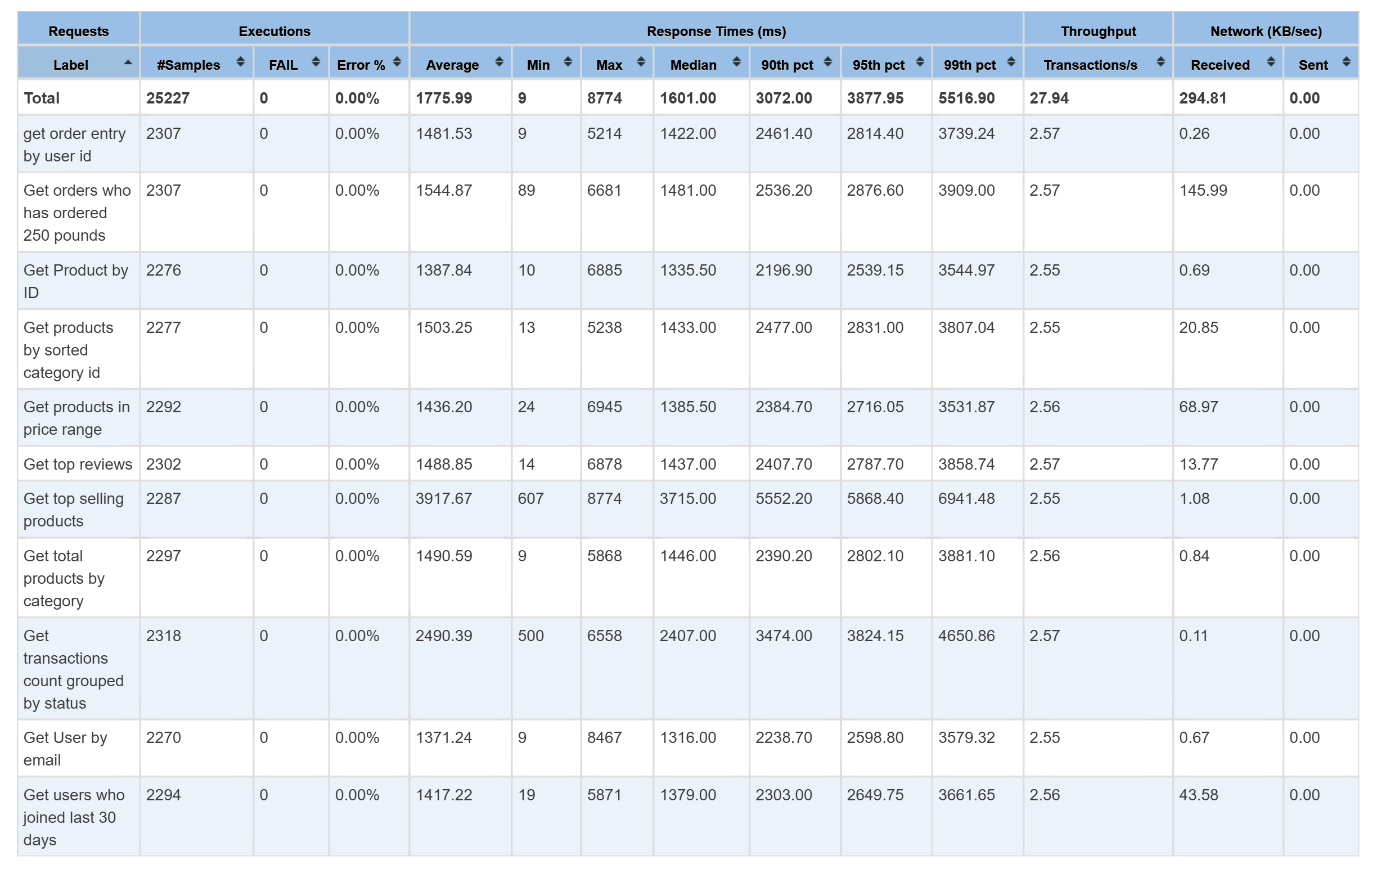 Requests Executions Response Times (ms) Throughput Network (KB/sec)
Label #Samples FAIL Error % Average Min Max Median 90th pct 95th pct 99th pct Transactions/s Received Sent
Total 25227 0 0.00% 1775.99 9 8774 1601.00 3072.00 3877.95 5516.90 27.94 294.81 0.00
get order entry 2307 0 0.00% 1481.53 9 5214 1422.00 2461.40 2814.40 3739.24 2.57 0.26 0.00
by user id
Get orders who 2307 0 0.00% 1544.87 89 6681 1481.00 2536.20 2876.60 3909.00 2.57 145.99 0.00
has ordered
250 pounds
Get Product by 2276 0 0.00% 1387.84 10 6885 1335.50 2196.90 2539.15 3544.97 2.55 0.69 0.00
ID
Get products 2277 0 0.00% 1503.25 13 5238 1433.00 2477.00 2831.00 3807.04 2.55 20.85 0.00
by sorted
category id
Get products in 2292 0 0.00% 1436.20 24 6945 1385.50 2384.70 2716.05 3531.87 2.56 68.97 0.00
price range
Get top reviews 2302 0 0.00% 1488.85 14 6878 1437.00 2407.70 2787.70 3858.74 2.57 13.77 0.00
Get top selling 2287 0 0.00% 3917.67 607 8774 3715.00 5552.20 5868.40 6941.48 2.55 1.08 0.00
products
Get total 2297 0 0.00% 1490.59 9 5868 1446.00 2390.20 2802.10 3881.10 2.56 0.84 0.00
products by
category
Get 2318 0 0.00% 2490.39 500 6558 2407.00 3474.00 3824.15 4650.86 2.57 0.11 0.00
transactions
count grouped
by status
Get User by 2270 0 0.00% 1371.24 9 8467 1316.00 2238.70 2598.80 3579.32 2.55 0.67 0.00
email
Get users who 2294 0 0.00% 1417.22 19 5871 1379.00 2303.00 2649.75 3661.65 2.56 43.58 0.00
joined last 30
days